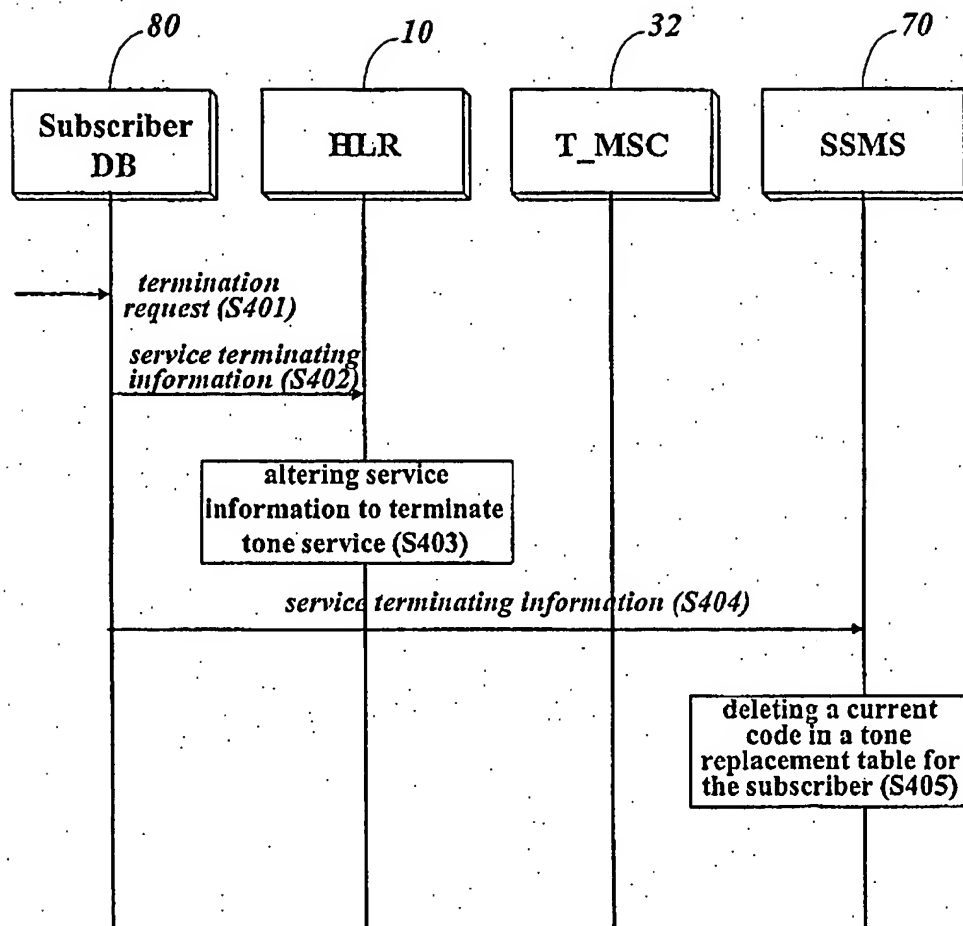 80
10
32
70
Subscriber
DB
HLR
T_MSC
SSMS
termination
request (S401)
service terminating
information (S402)
altering service
information to terminate
tone service (S403)
service terminating information (S404)
deleting a current
code in a tone
replacement table for
the subscriber (S405)